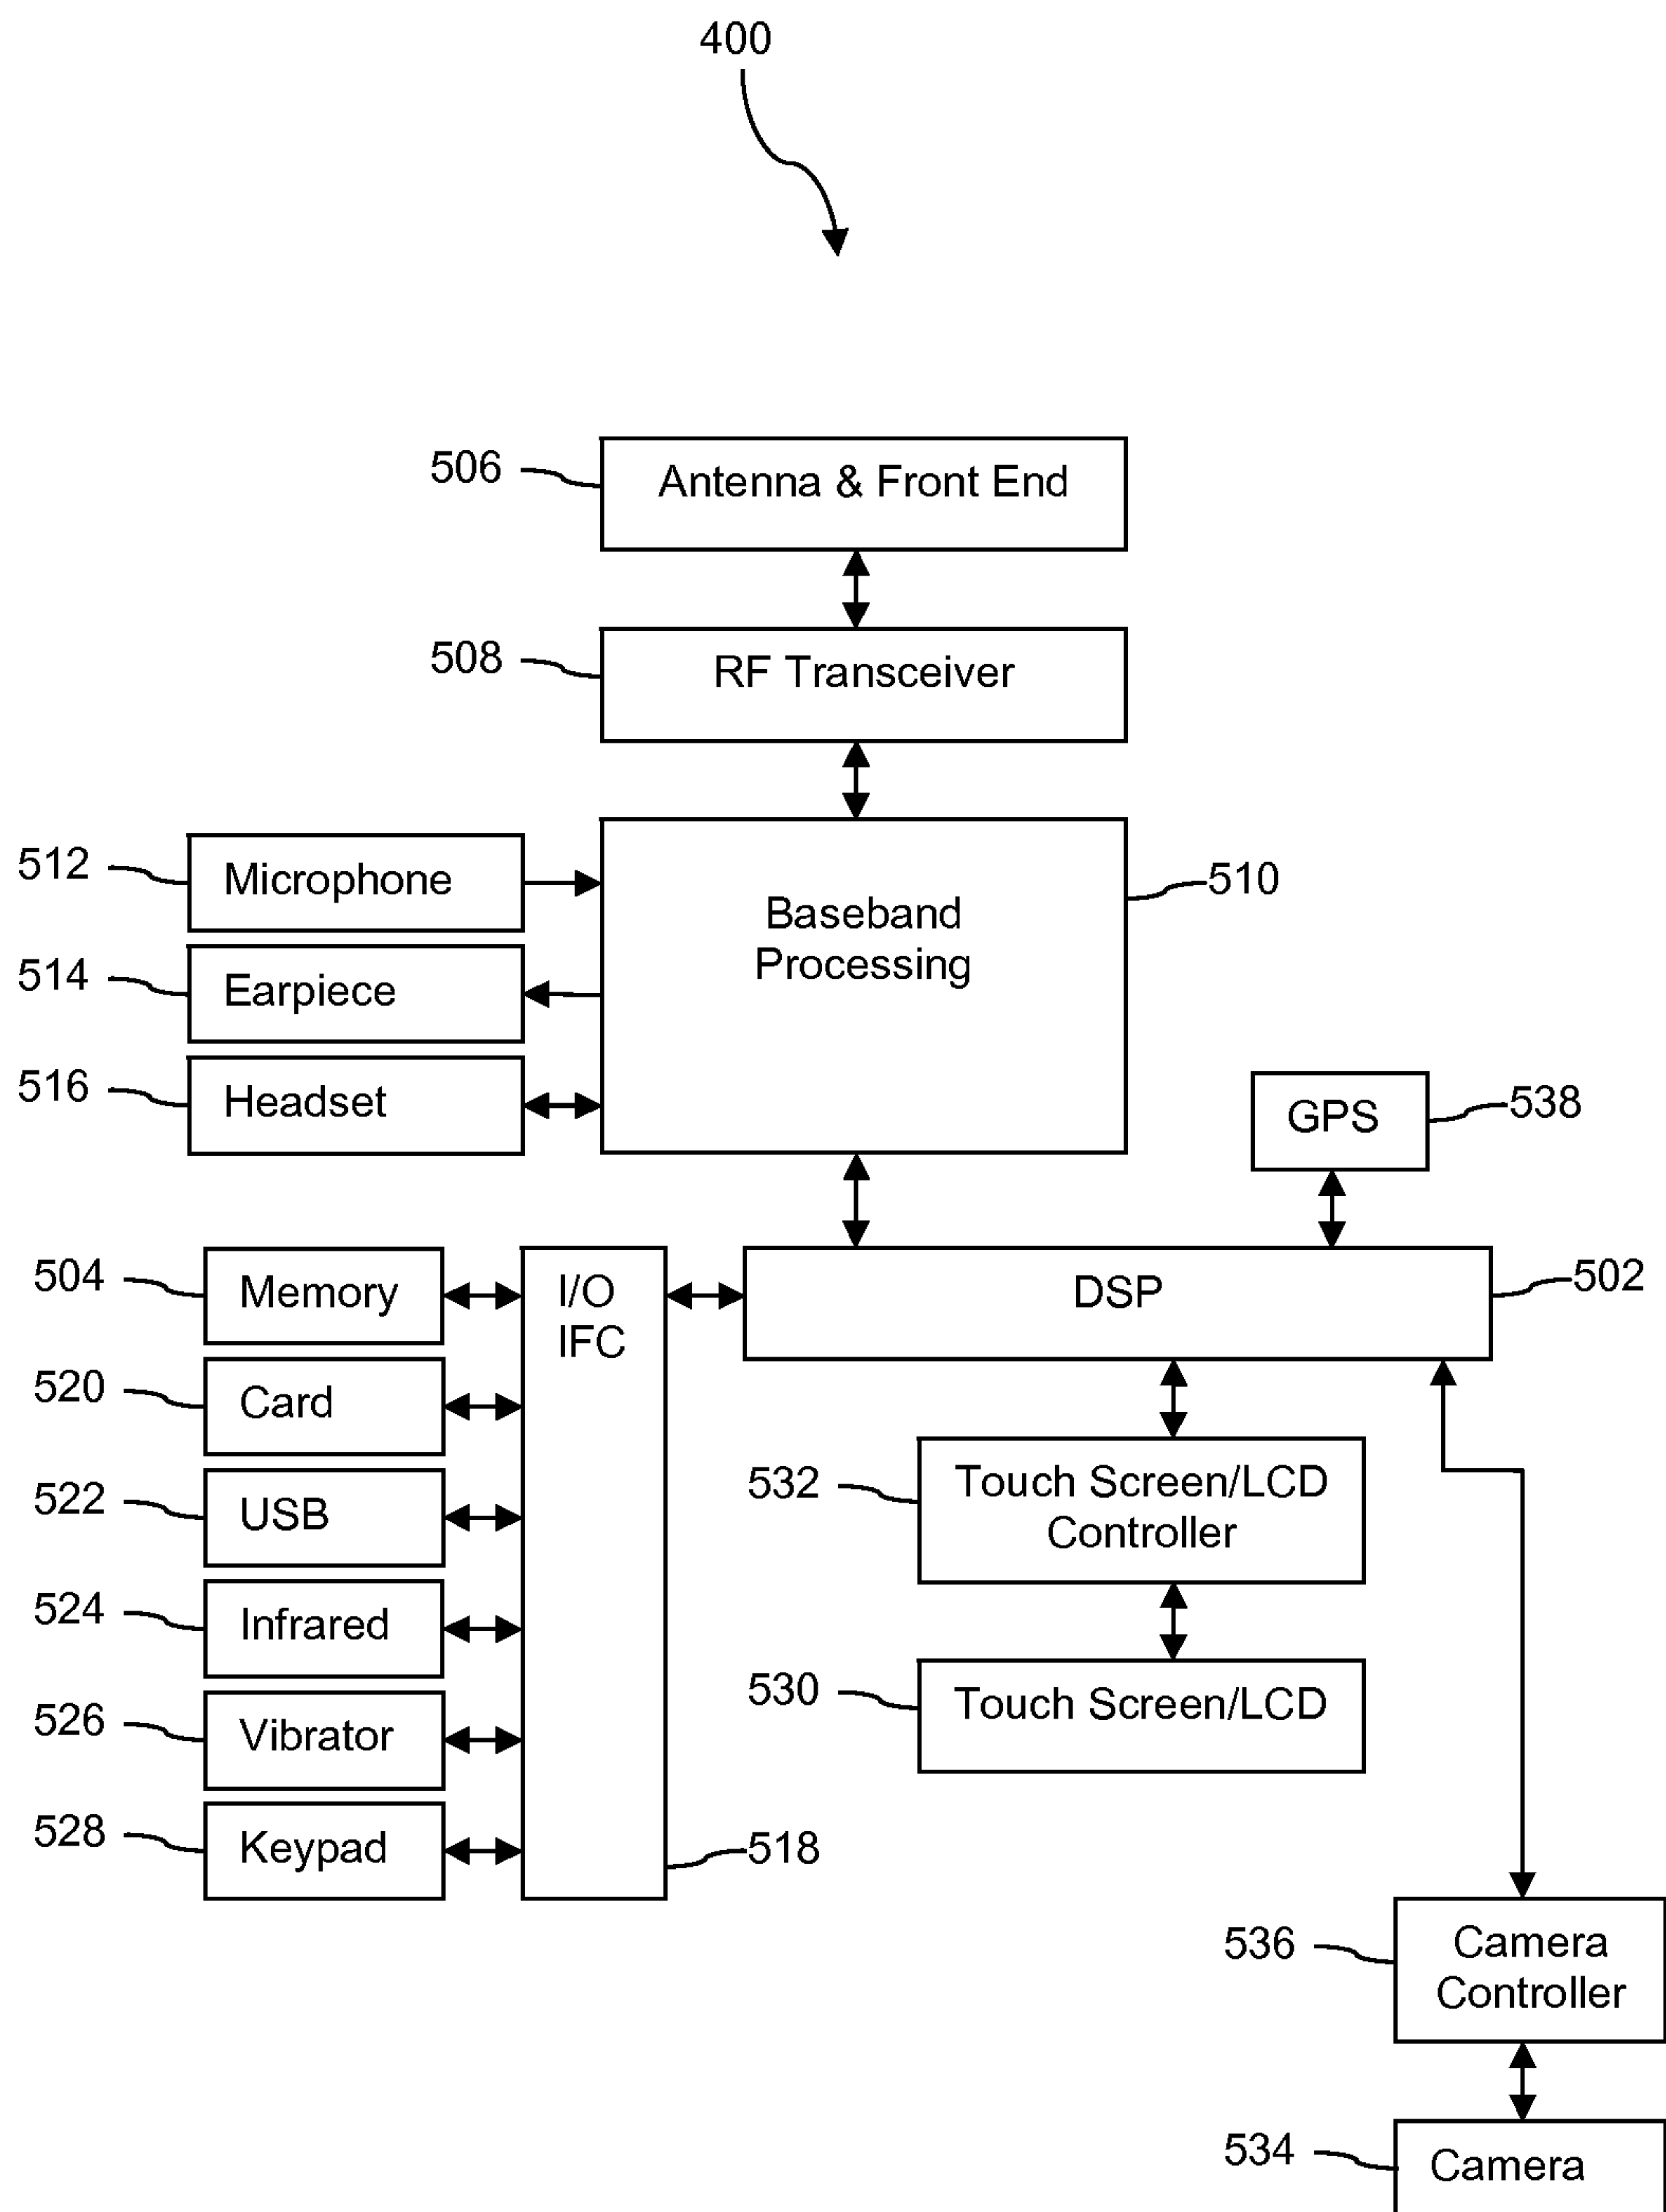 400
506
Antenna & Front End
508
RF Transceiver
512
Microphone
Baseband
Processing
510
514
Earpiece
516
Headset
GPS
538
504
Memory
I/O
IFC
DSP
502
520
Card
522
USB
532
Touch Screen/LCD
Controller
524
Infrared
530
Touch Screen/LCD
526
Vibrator
528
Keypad
518
536
Camera
Controller
534
Camera